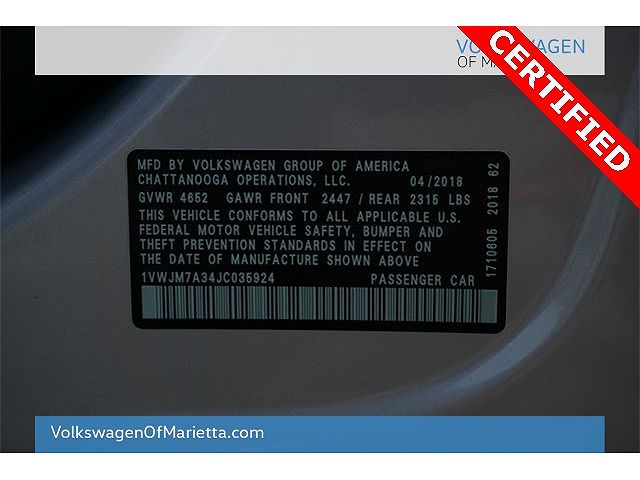 VOLKSWAGEN
OF MA
CERTIFIED
MFD BY VOLKSWAGEN GROUP OF AMERICA
CHATTANOOGA OPERATIONS, LLC. 04/2018
GVWR 4652 GAWR FRONT 2447 / REAR 2315 LBS
THIS VEHICLE CONFORMS TO ALL APPLICABLE U.S.
FEDERAL MOTOR VEHICLE SAFETY, BUMPER AND
THEFT PREVENTION STANDARDS IN EFFECT ON
THE DATE OF MANUFACTURE SHOWN ABOVE
1VWJM7A34JC035924 PASSENGER CAR
1710805 2018 62
VolkswagenOfMarietta.com